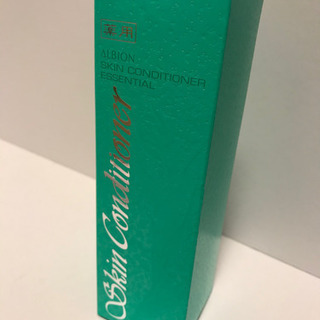 薬用
ALBION
SKIN CONDITIONER
ESSENTIAL
Skin Conditioner